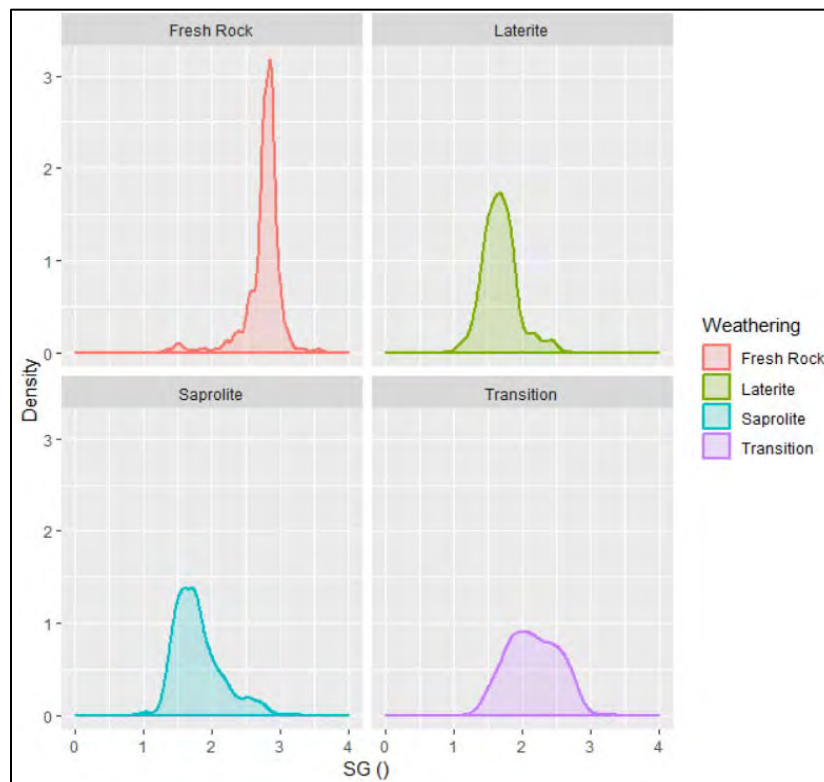 Fresh Rock
Laterite
3
2
1
0
Saprolite
Transition
3
2
1
0
0 1 2 3 4
0 1 2 3 4
Density
SG ()
Weathering
Fresh Rock
Laterite
Saprolite
Transition